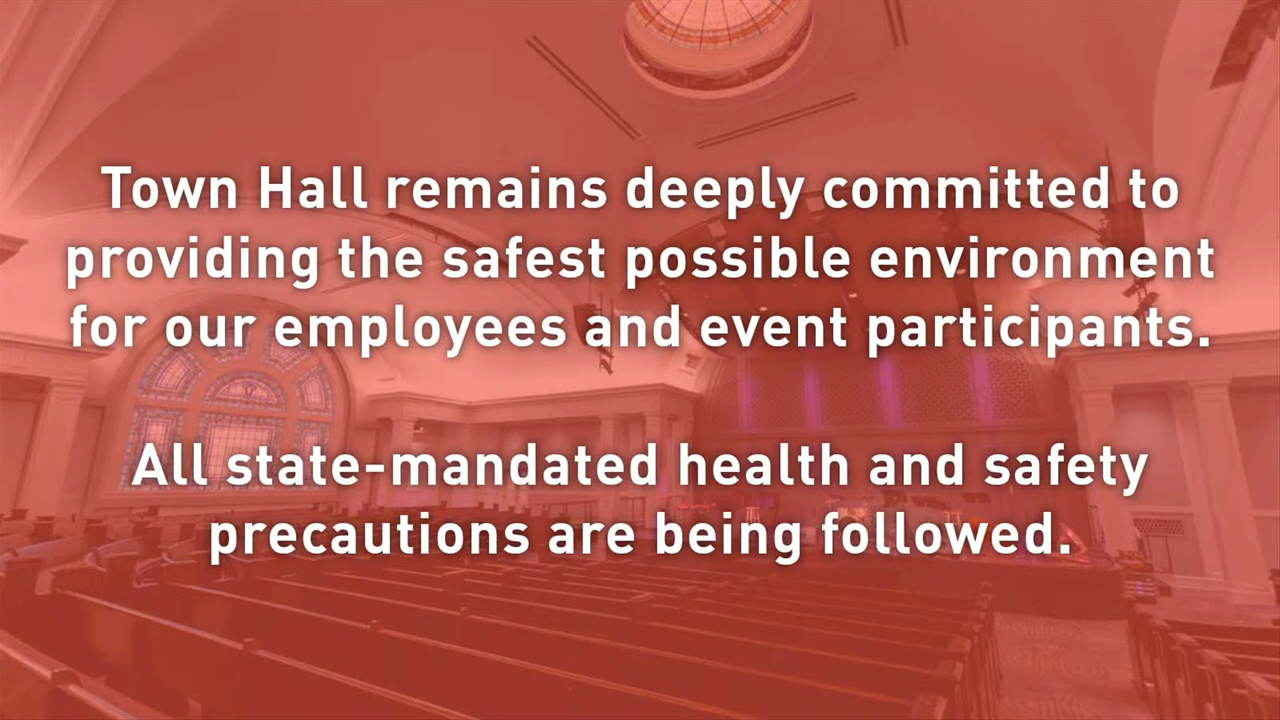 Town Hall remains deeply committed to
providing the safest possible environment
for our employees and event participants.
All state-mandated health and safety
precautions are being followed.